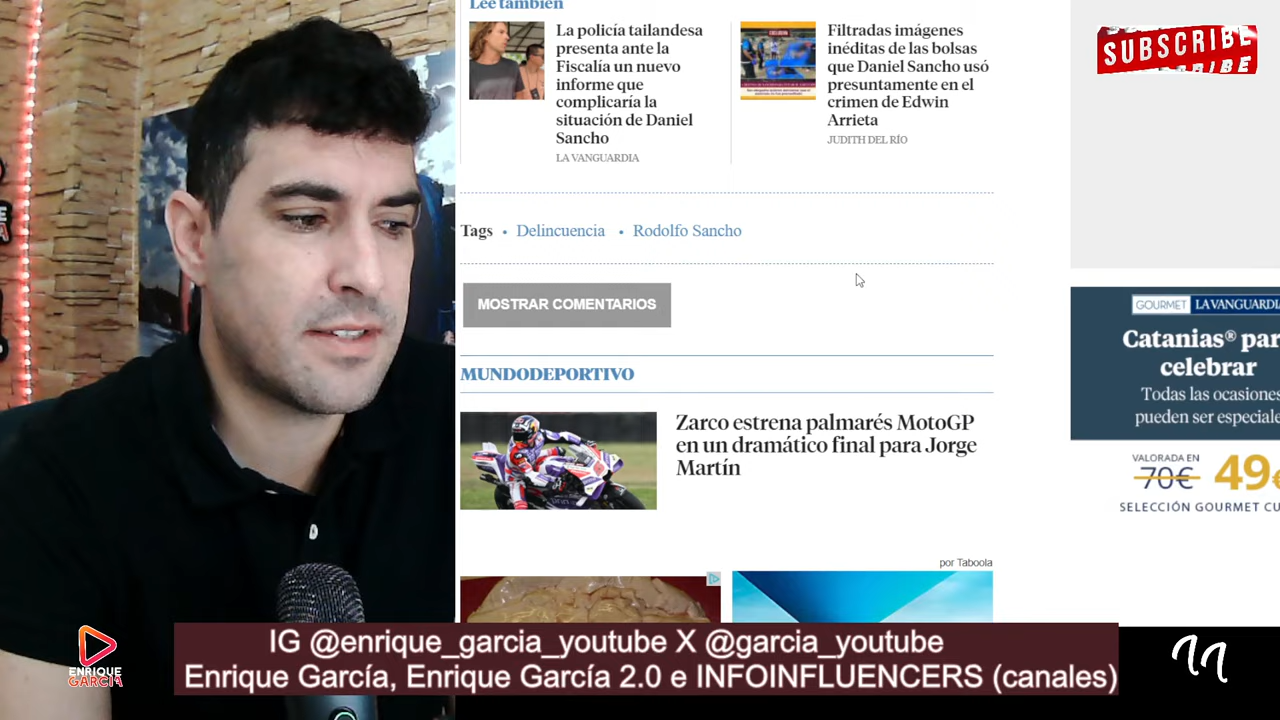 Lee también
La policía tailandesa
presenta ante la
Fiscalía un nuevo
informe que
complicaría la
situación de Daniel
Sancho
LA VANGUARDIA
Filtradas imágenes
inéditas de las bolsas
que Daniel Sancho usó
presuntamente en el
crimen de Edwin
Arrieta
JUDITH DEL RÍO
SUBSCRIBE
Tags • Delincuencia • Rodolfo Sancho
MOSTRAR COMENTARIOS
MUNDODEPORTIVO
Zarco estrena palmarés MotoGP
en un dramático final para Jorge
Martín
por Taboola
GOURMET LA VANGUARDI
Catanias® par
celebrar
Todas las ocasiones
pueden ser especiale
VALORADA EN
70€ 49€
SELECCIÓN GOURMET CU
ENRIQUE
GARCÍA
IG @enrique_garcia_youtube X @garcia_youtube
Enrique García, Enrique García 2.0 e INFOINFLUENCERS (canales)